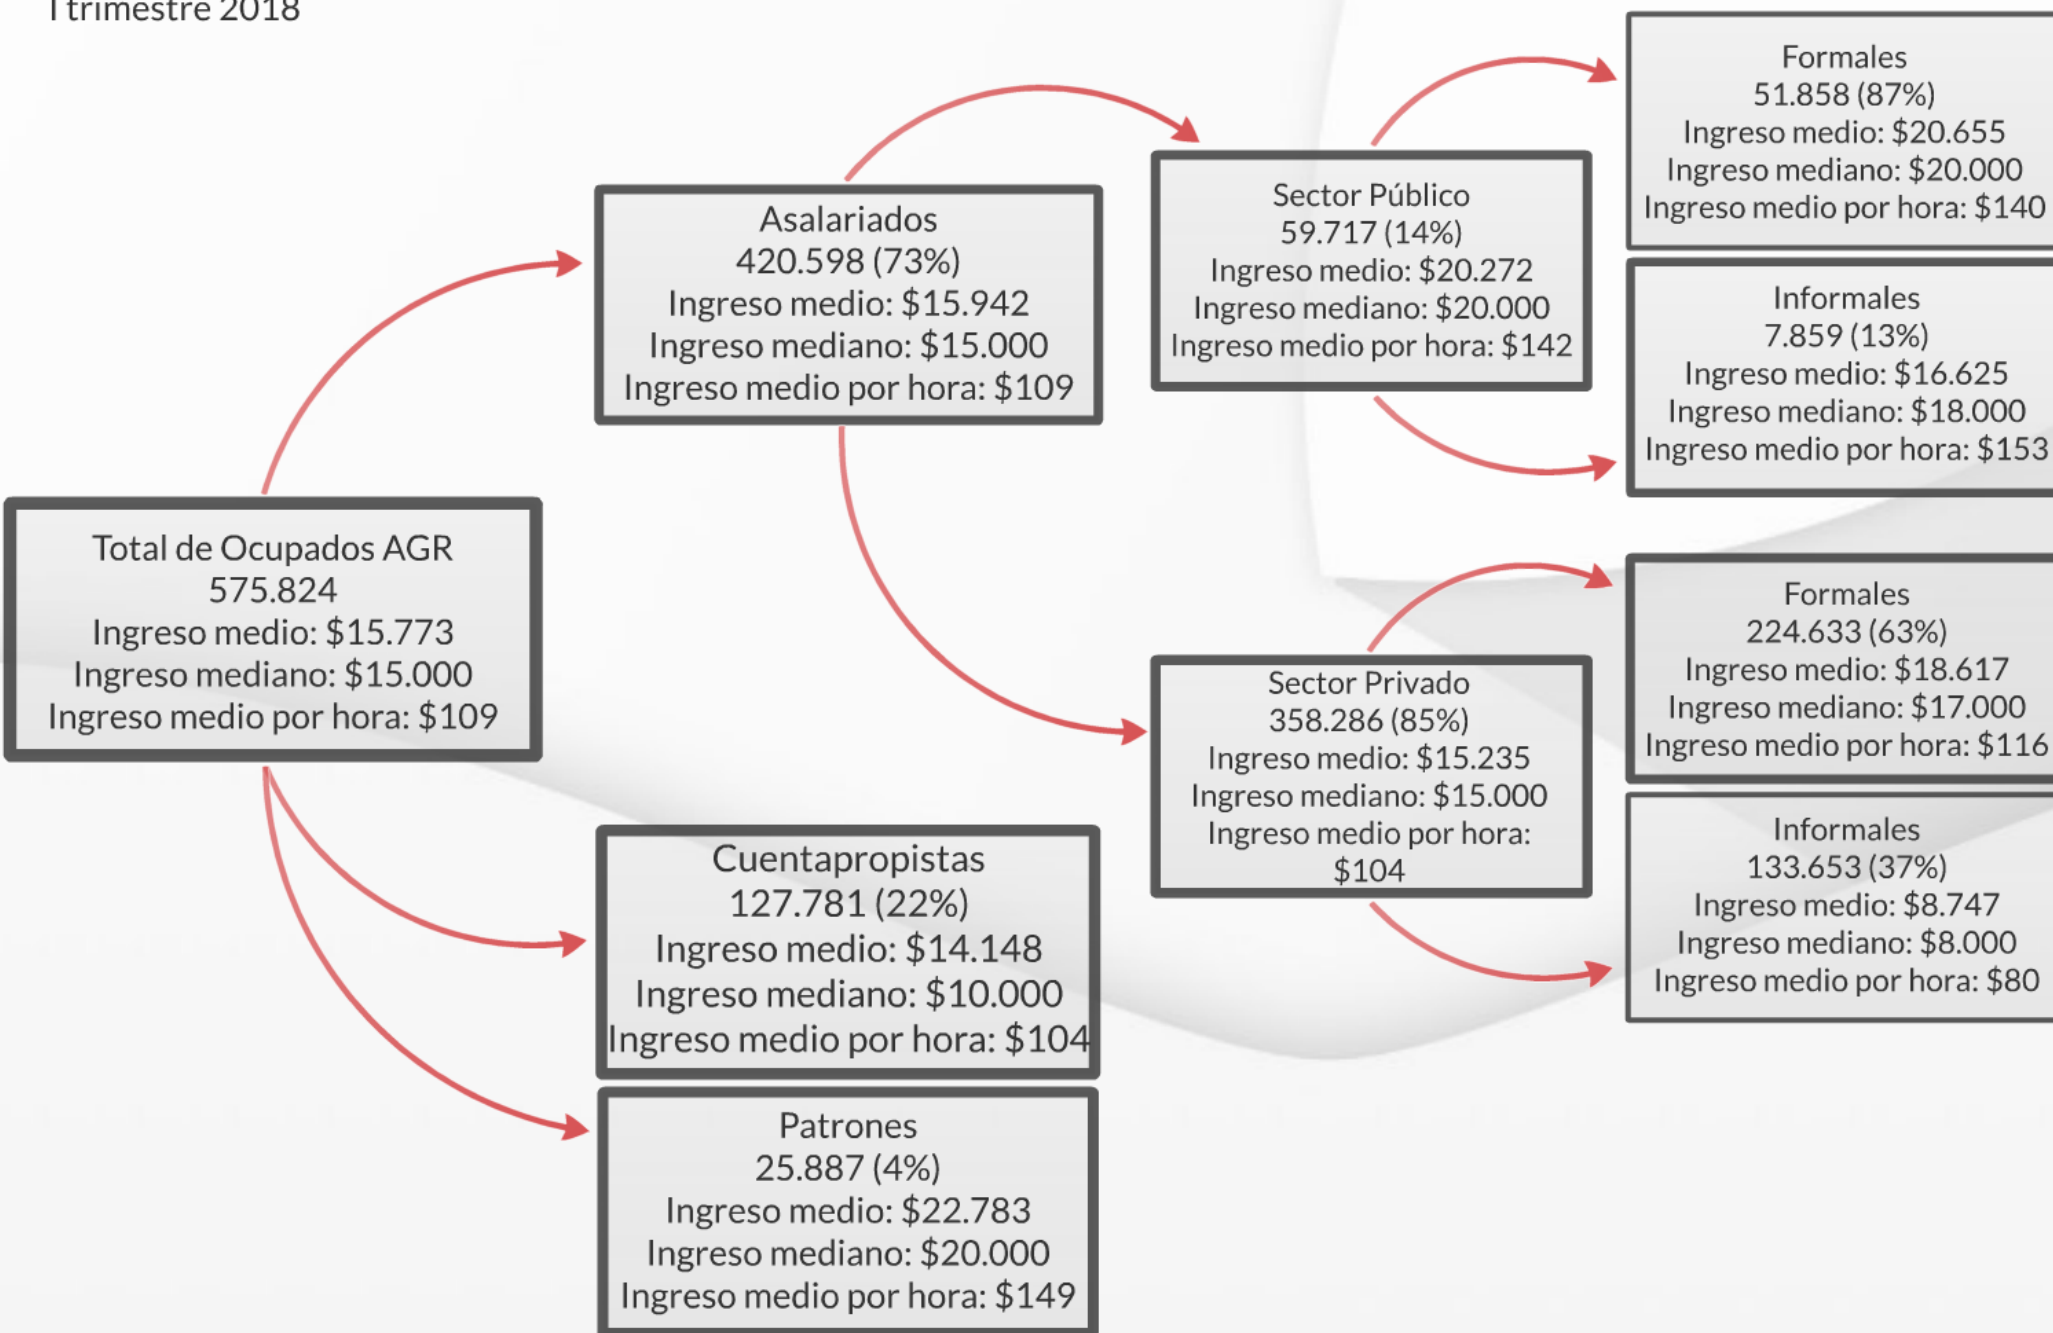 I trimestre 2018
Total de Ocupados AGR
575.824
Ingreso medio: $15.773
Ingreso mediano: $15.000
Ingreso medio por hora: $109
Asalariados
420.598 (73%)
Ingreso medio: $15.942
Ingreso mediano: $15.000
Ingreso medio por hora: $109
Cuentapropistas
127.781 (22%)
Ingreso medio: $14.148
Ingreso mediano: $10.000
Ingreso medio por hora: $104
Patrones
25.887 (4%)
Ingreso medio: $22.783
Ingreso mediano: $20.000
Ingreso medio por hora: $149
Sector Público
59.717 (14%)
Ingreso medio: $20.272
Ingreso mediano: $20.000
Ingreso medio por hora: $142
Sector Privado
358.286 (85%)
Ingreso medio: $15.235
Ingreso mediano: $15.000
Ingreso medio por hora:
$104
Formales
51.858 (87%)
Ingreso medio: $20.655
Ingreso mediano: $20.000
Ingreso medio por hora: $140
Informales
7.859 (13%)
Ingreso medio: $16.625
Ingreso mediano: $18.000
Ingreso medio por hora: $153
Formales
224.633 (63%)
Ingreso medio: $18.617
Ingreso mediano: $17.000
Ingreso medio por hora: $116
Informales
133.653 (37%)
Ingreso medio: $8.747
Ingreso mediano: $8.000
Ingreso medio por hora: $80